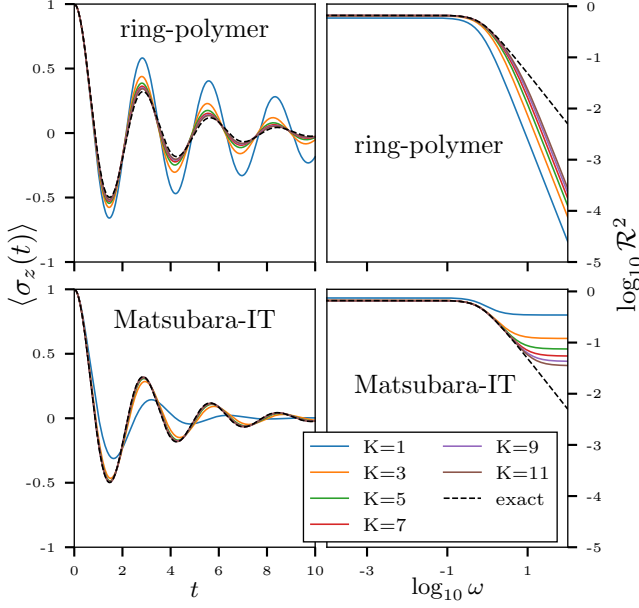 1
0.5
0
-0.5
-1
ring-polymer
ring-polymer
0
-1
-2
-3
-4
-5
⟨σ_z(t)⟩
log₁₀ ℛ²
1
0.5
0
-0.5
-1
Matsubara-IT
Matsubara-IT
0
-1
-2
-3
-4
-5
K=1
K=3
K=5
K=7
K=9
K=11
exact
0 2 4 6 8 10
t
-3 -1 1
log₁₀ ω